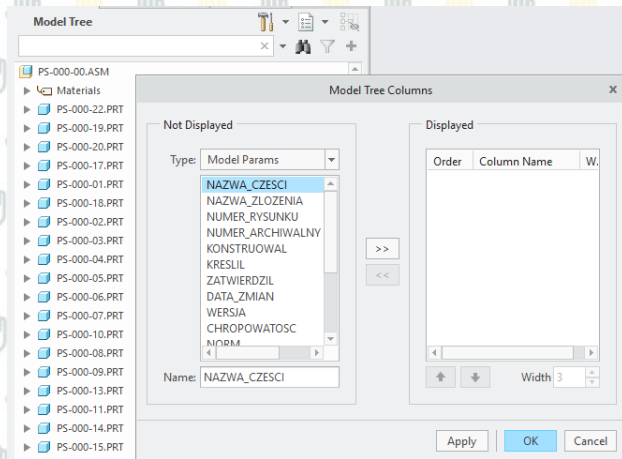 Model Tree
PS-000-00.ASM
Materials
PS-000-22.PRT
PS-000-19.PRT
PS-000-20.PRT
PS-000-17.PRT
PS-000-01.PRT
PS-000-18.PRT
PS-000-02.PRT
PS-000-03.PRT
PS-000-04.PRT
PS-000-05.PRT
PS-000-06.PRT
PS-000-07.PRT
PS-000-10.PRT
PS-000-08.PRT
PS-000-09.PRT
PS-000-13.PRT
PS-000-11.PRT
PS-000-14.PRT
PS-000-15.PRT
Model Tree Columns
Not Displayed
Type: Model Params
NAZWA_CZESCI
NAZWA_ZLOZENIA
NUMER_RYSUNKU
NUMER_ARCHIWALNY
KONSTRUOWAL
KRESLIL
ZATWIERDZIL
DATA_ZMIAN
WERSJA
CHROPOWATOSC
NORM
Name: NAZWA_CZESCI
>>
<<
Displayed
Order Column Name W.
Width 3
Apply OK Cancel